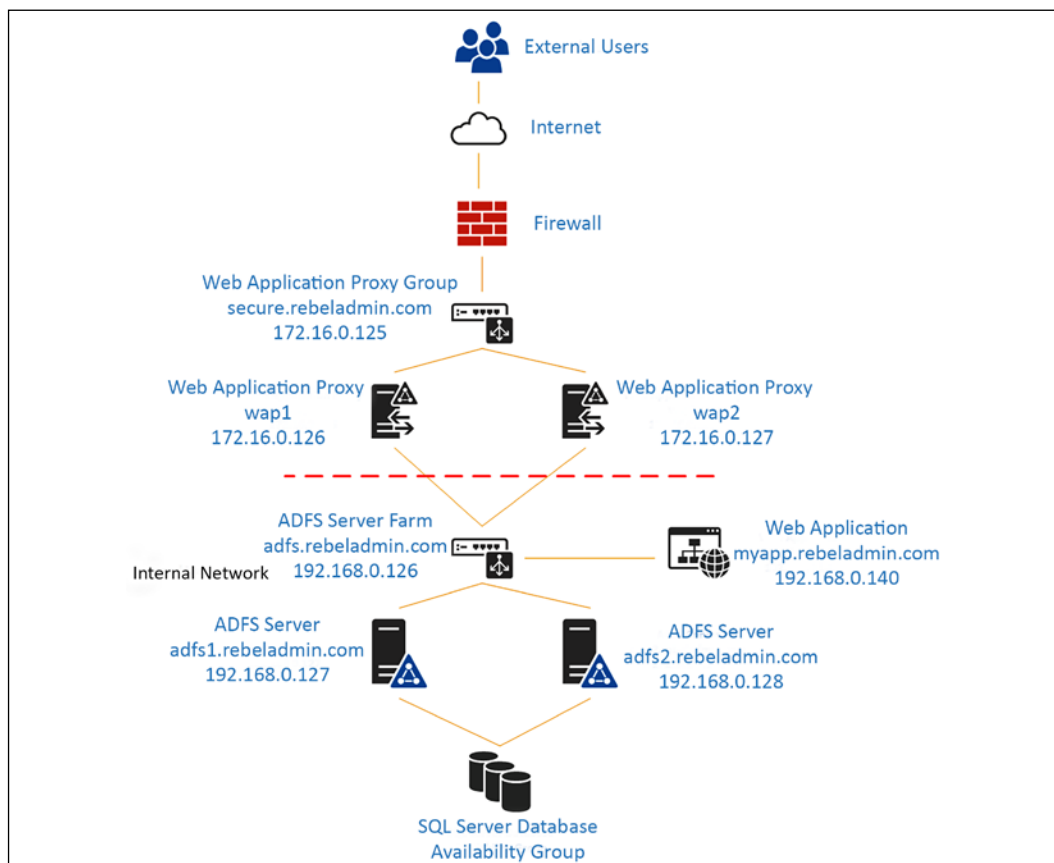 External Users
Internet
Firewall
Web Application Proxy Group
secure.rebeladmin.com
172.16.0.125
Web Application Proxy
wap1
172.16.0.126
Web Application Proxy
wap2
172.16.0.127
ADFS Server Farm
adfs.rebeladmin.com
192.168.0.126
Web Application
myapp.rebeladmin.com
192.168.0.140
Internal Network
ADFS Server
adfs1.rebeladmin.com
192.168.0.127
ADFS Server
adfs2.rebeladmin.com
192.168.0.128
SQL Server Database
Availability Group